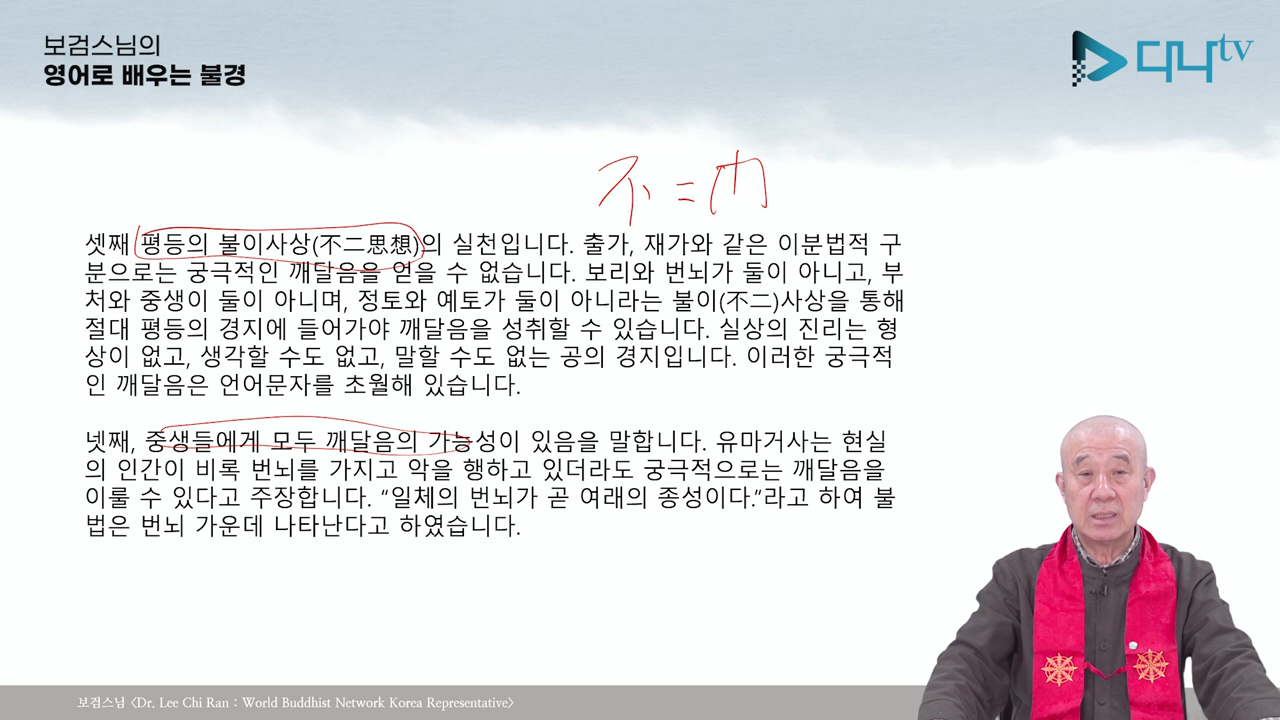 보검스님의
영어로 배우는 불경
디나tv
不二門
셋째 평등의 불이사상(不二思想)의 실천입니다. 출가, 재가와 같은 이분법적 구
분으로는 궁극적인 깨달음을 얻을 수 없습니다. 보리와 번뇌가 둘이 아니고, 부
처와 중생이 둘이 아니며, 정토와 예토가 둘이 아니라는 불이(不二)사상을 통해
절대 평등의 경지에 들어가야 깨달음을 성취할 수 있습니다. 실상의 진리는 형
상이 없고, 생각할 수도 없고, 말할 수도 없는 공의 경지입니다. 이러한 궁극적
인 깨달음은 언어문자를 초월해 있습니다.
넷째, 중생들에게 모두 깨달음의 가능성이 있음을 말합니다. 유마거사는 현실
의 인간이 비록 번뇌를 가지고 악을 행하고 있더라도 궁극적으로는 깨달음을
이룰 수 있다고 주장합니다. “일체의 번뇌가 곧 여래의 종성이다.”라고 하여 불
법은 번뇌 가운데 나타난다고 하였습니다.
보검스님 <Dr. Lee Chi Ran : World Buddhist Network Korea Representative>